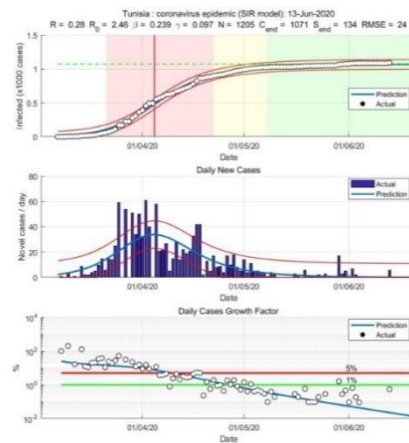 Tunisia : coronavirus epidemic (SIR model): 13-Jun-2020
R = 0.28 R0 = 2.46 β = 0.239 γ = 0.097 N = 1205 Cend = 1071 Send = 134 RMSE = 24
Infected (x1000 cases)
1.5
1
0.5
0
Prediction
Actual
01/04/20 01/05/20 01/06/20
Date
Daily New Cases
Novel cases / day
80
60
40
20
0
Actual
Prediction
01/04/20 01/05/20 01/06/20
Date
Daily Cases Growth Factor
%
10^4
10^2
10^0
10^-2
Prediction
Actual
5%
1%
01/04/20 01/05/20 01/06/20
Date